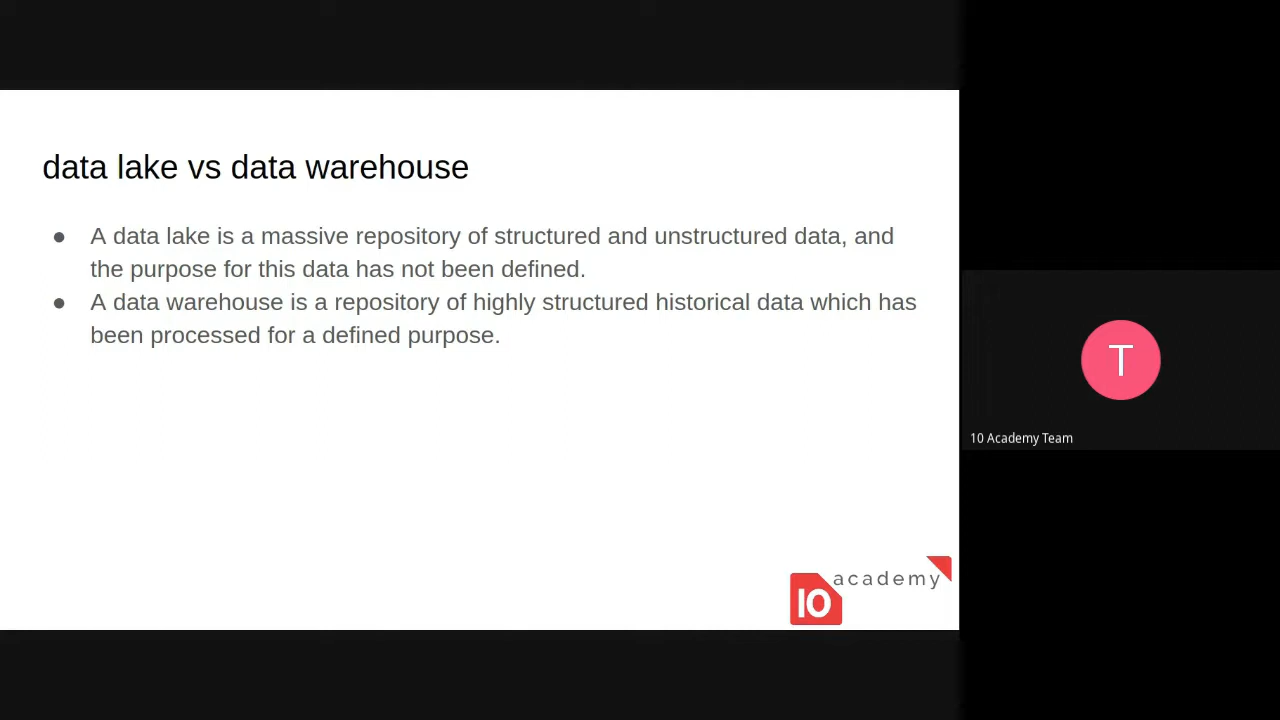 data lake vs data warehouse
● A data lake is a massive repository of structured and unstructured data, and
the purpose for this data has not been defined.
● A data warehouse is a repository of highly structured historical data which has
been processed for a defined purpose.
T
10 Academy Team
academy
10